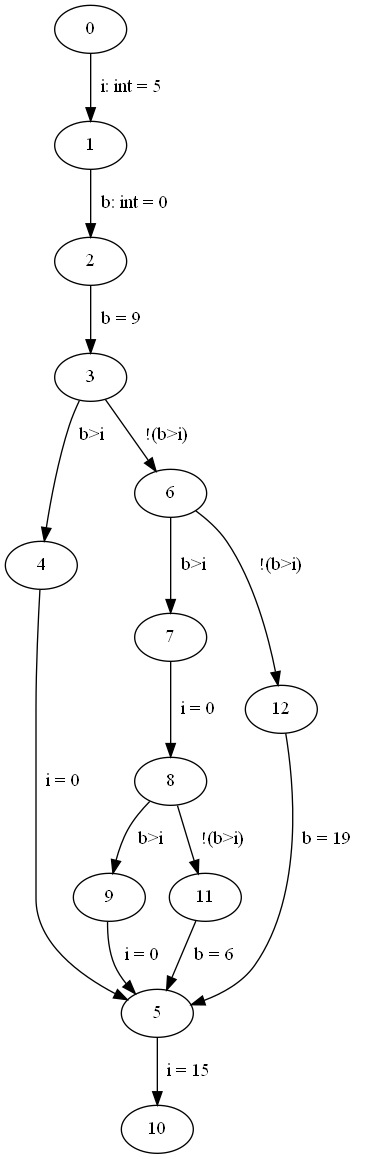 0
i: int = 5
1
b: int = 0
2
b = 9
3
b>i
!(b>i)
6
b>i
!(b>i)
4
7
i = 0
12
i = 0
8
b>i
!(b>i)
b = 19
9
11
i = 0
b = 6
5
i = 15
10